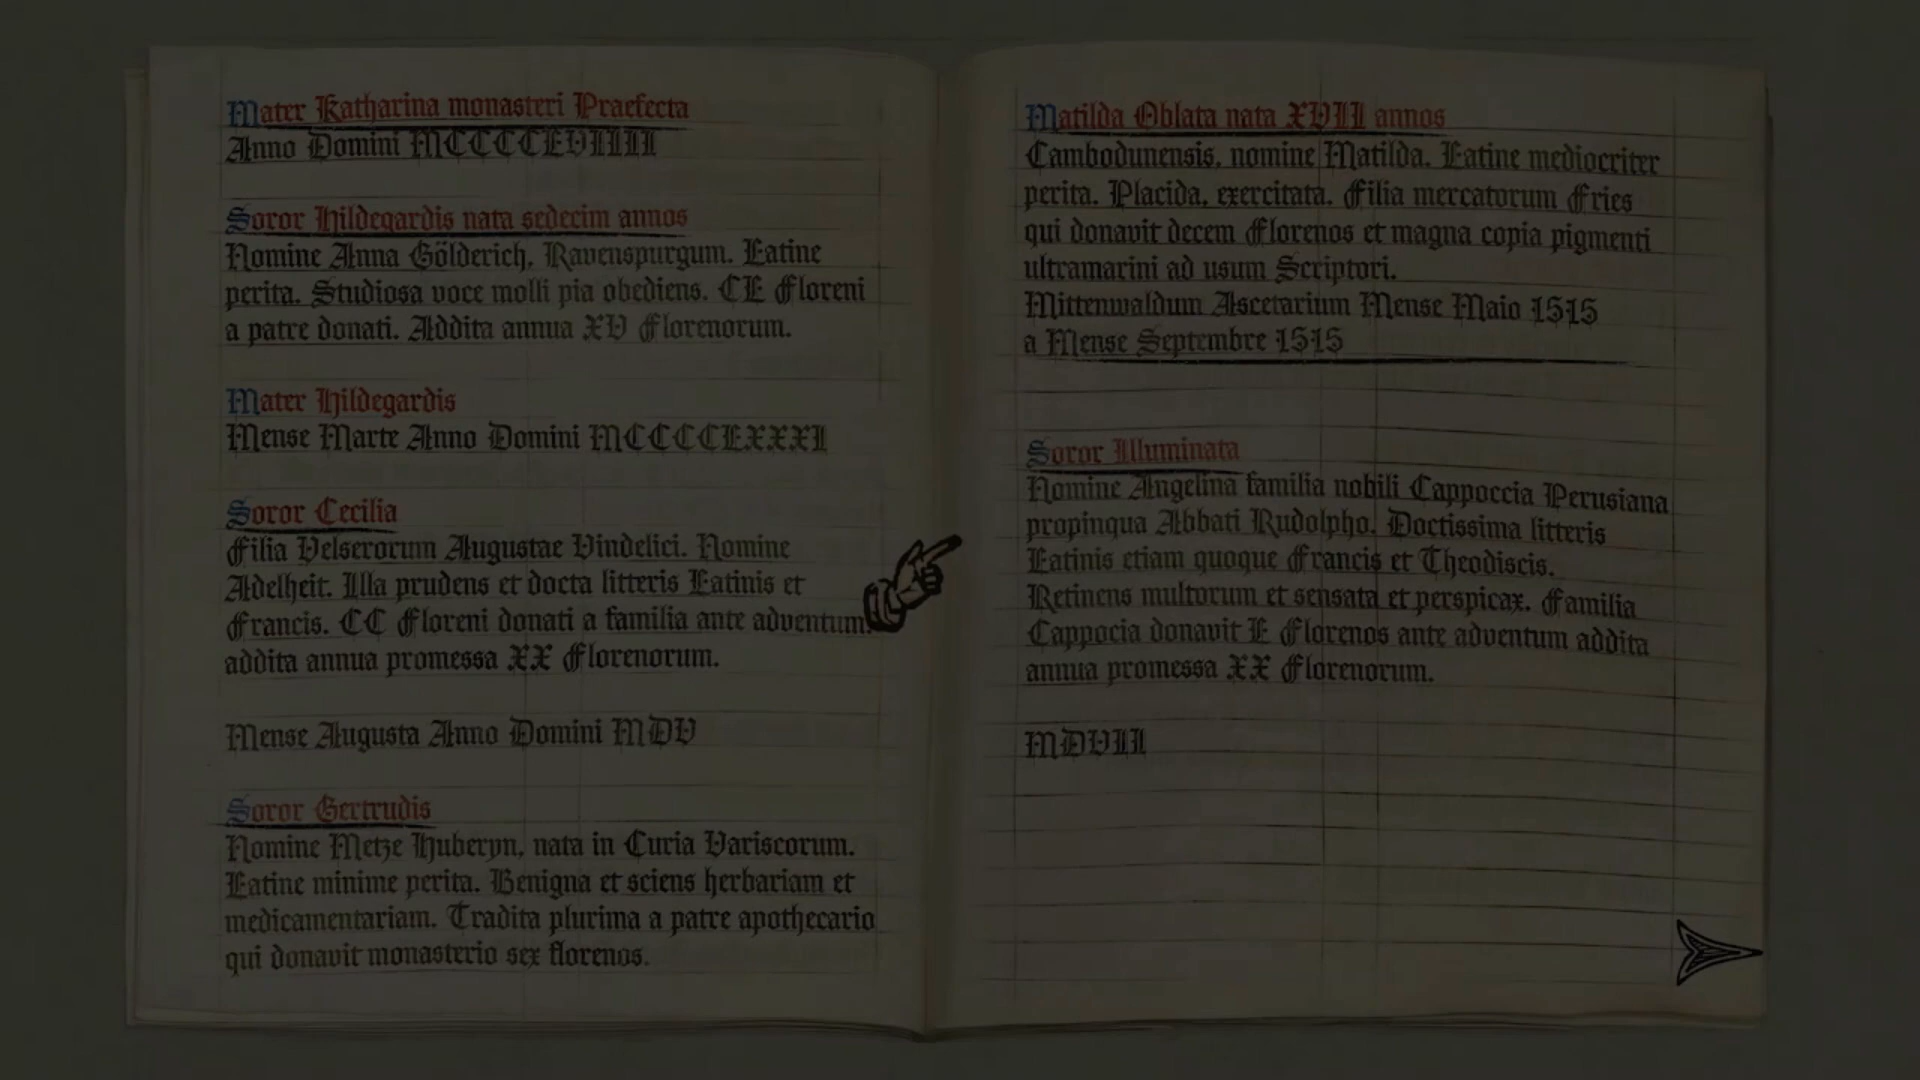 Mater Katharina monasteri Praefecta
Anno Domini MCCCCLVIIII
Soror Hildegardis nata sedecim annos
Nomine Anna Gölderich, Ravenspurgum. Latine
perita. Studiosa voce molli pia obediens. CL Floreni
a patre donati. Addita annua XV Florenorum.
Mater Hildegardis
Mense Marte Anno Domini MCCCCLXXXI
Soror Cecilia
Filia Velserorum Augustae Vindelici. Nomine
Adelheit. Illa prudens et docta litteris Latinis et
Francis. CC Floreni donati a familia ante adventum.
addita annua promessa XX Florenorum.
Mense Augusta Anno Domini MDV
Soror Gertrudis
Nomine Metze Huberyn, nata in Curia Variscorum.
Latine minime perita. Benigna et sciens herbariam et
medicamentariam. Tradita plurima a patre apothecario
qui donavit monasterio sex florenos.
Matilda Oblata nata XVII annos
Cambodunensis, nomine Matilda. Latine mediocriter
perita. Placida, exercitata. Filia mercatorum Fries
qui donavit decem Florenos et magna copia pigmenti
ultramarini ad usum Scriptori.
Mittenwaldum Ascetarium Mense Maio 1515
a Mense Septembre 1515
Soror Illuminata
Nomine Angelina familia nobili Cappoccia Perusiana
propinqua Abbati Rudolpho. Doctissima litteris
Latinis etiam quoque Francis et Theodiscis.
Retinens multorum et sensata et perspicax. Familia
Cappocia donavit L Florenos ante adventum addita
annua promessa XX Florenorum.
MDVII